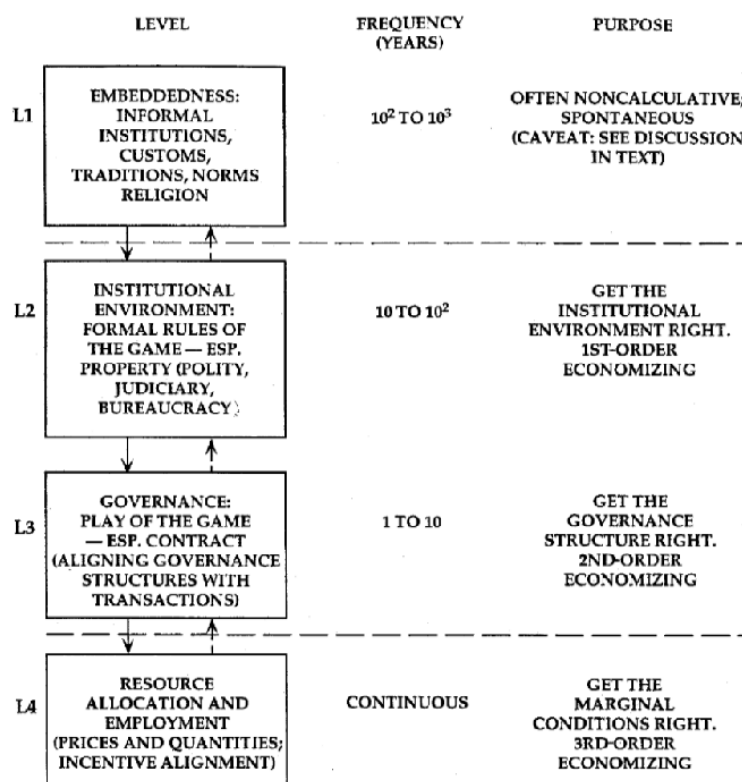 LEVEL
FREQUENCY
(YEARS)
PURPOSE
L1
EMBEDDEDNESS:
INFORMAL
INSTITUTIONS,
CUSTOMS,
TRADITIONS, NORMS
RELIGION
10² TO 10³
OFTEN NONCALCULATIVE;
SPONTANEOUS
(CAVEAT: SEE DISCUSSION
IN TEXT)
L2
INSTITUTIONAL
ENVIRONMENT:
FORMAL RULES OF
THE GAME — ESP.
PROPERTY (POLITY,
JUDICIARY,
BUREAUCRACY)
10 TO 10²
GET THE
INSTITUTIONAL
ENVIRONMENT RIGHT.
1ST-ORDER
ECONOMIZING
L3
GOVERNANCE:
PLAY OF THE GAME
— ESP. CONTRACT
(ALIGNING GOVERNANCE
STRUCTURES WITH
TRANSACTIONS)
1 TO 10
GET THE
GOVERNANCE
STRUCTURE RIGHT.
2ND-ORDER
ECONOMIZING
L4
RESOURCE
ALLOCATION AND
EMPLOYMENT
(PRICES AND QUANTITIES;
INCENTIVE ALIGNMENT)
CONTINUOUS
GET THE
MARGINAL
CONDITIONS RIGHT.
3RD-ORDER
ECONOMIZING